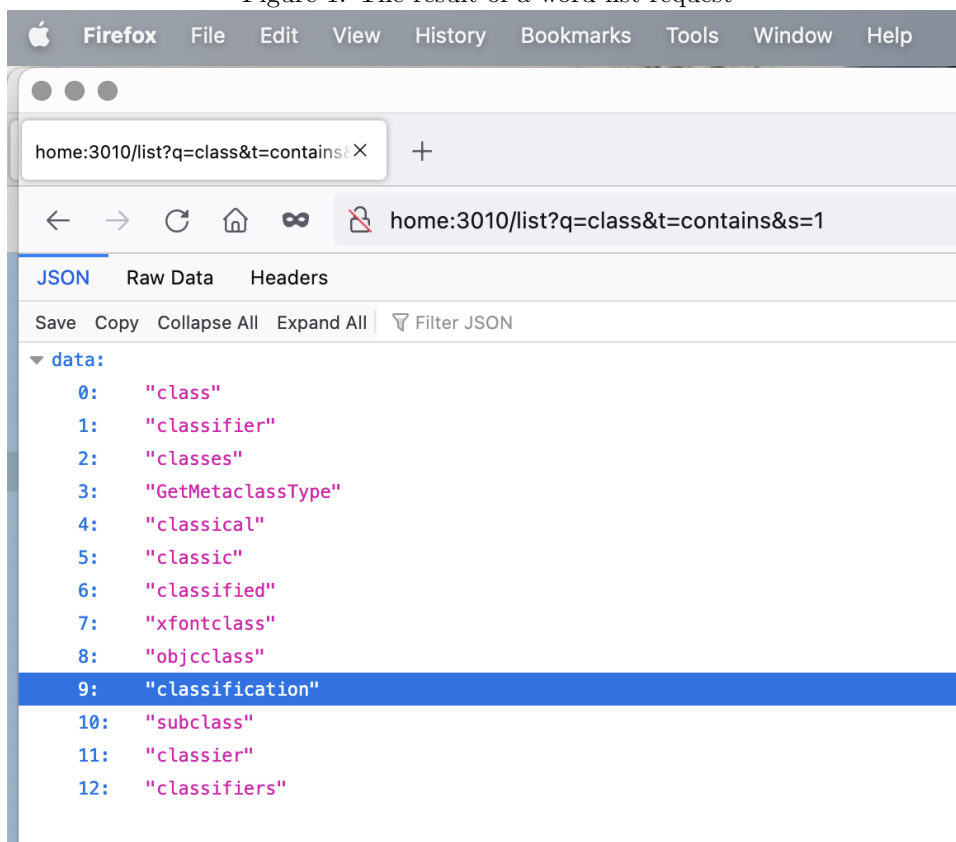 Figure 1: The result of a word list request
Firefox File Edit View History Bookmarks Tools Window Help
home:3010/list?q=class&t=contains&
home:3010/list?q=class&t=contains&s=1
JSON Raw Data Headers
Save Copy Collapse All Expand All Filter JSON
data:
0: "class"
1: "classifier"
2: "classes"
3: "GetMetaclassType"
4: "classical"
5: "classic"
6: "classified"
7: "xfontclass"
8: "objcclass"
9: "classification"
10: "subclass"
11: "classier"
12: "classifiers"